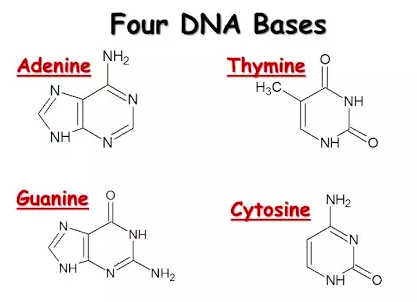 Four DNA Bases
Adenine
NH2
N
N
NH
N
Thymine
O
H3C
NH
NH
O
Guanine
O
N
NH
NH
N
NH2
Cytosine
NH2
N
NH
O